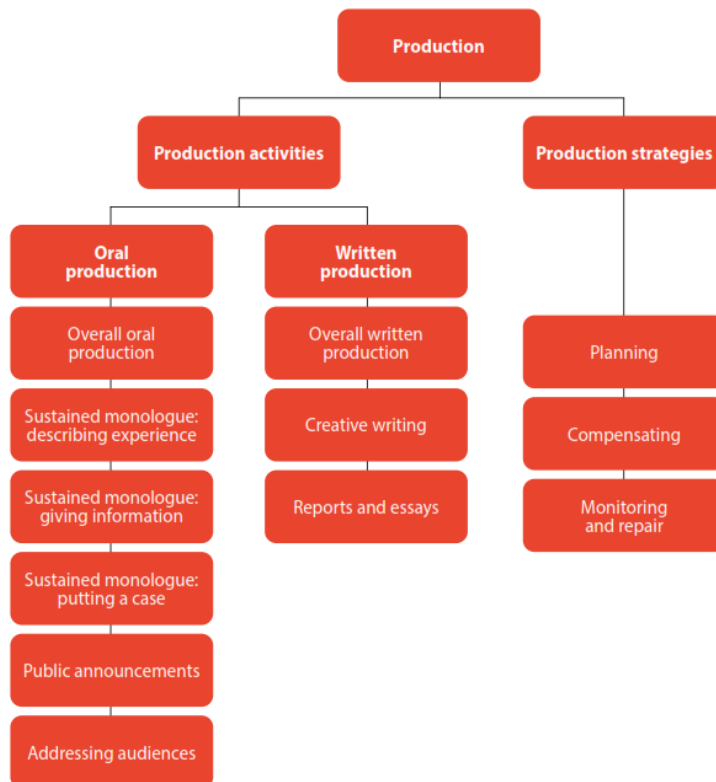 Production
Production activities
Production strategies
Oral
production
Written
production
Overall oral
production
Overall written
production
Planning
Sustained monologue:
describing experience
Creative writing
Compensating
Sustained monologue:
giving information
Reports and essays
Monitoring
and repair
Sustained monologue:
putting a case
Public announcements
Addressing audiences